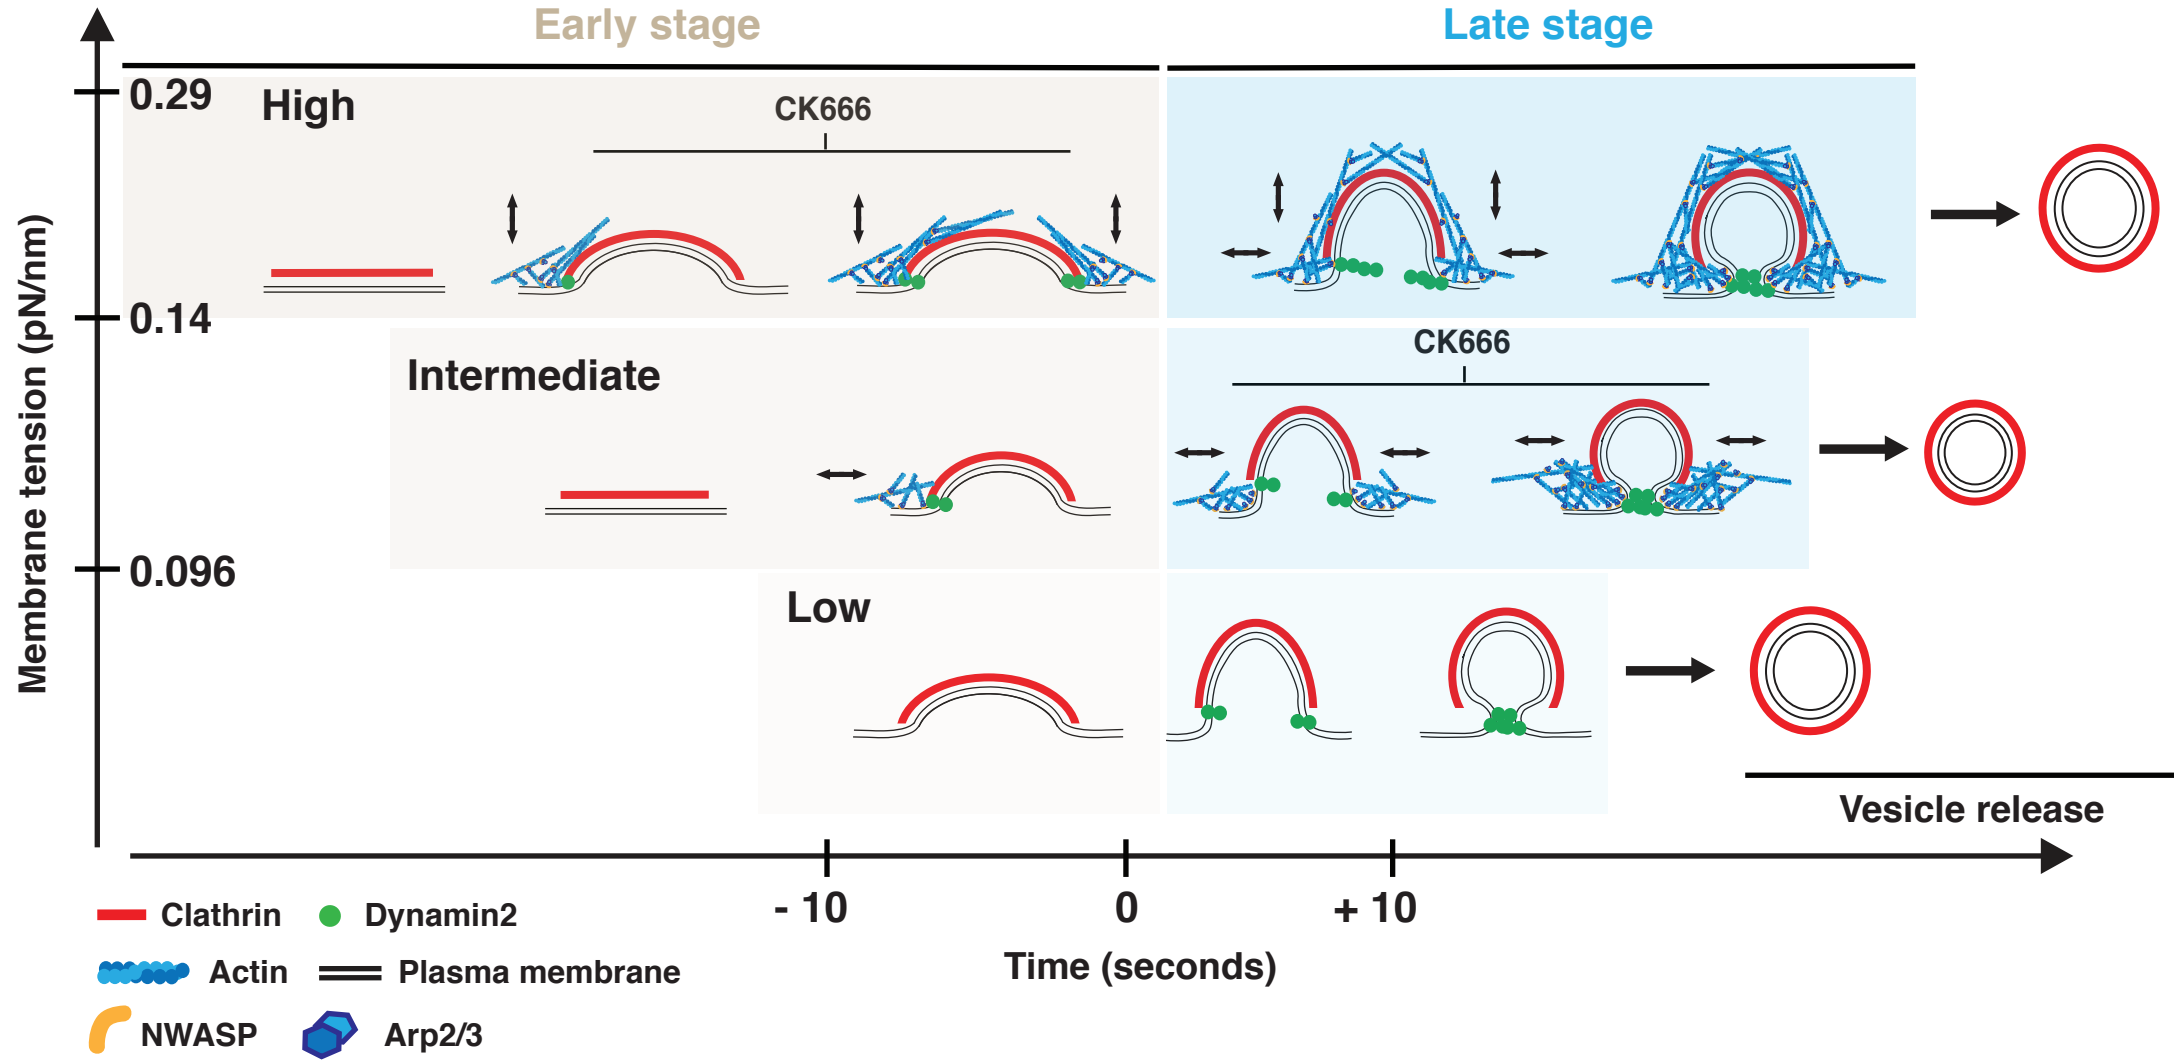 Early stage
Late stage
0.29
High
CK666
0.14
Intermediate
CK666
0.096
Low
Membrane tension (pN/nm)
Vesicle release
- 10
0
+ 10
Time (seconds)
Clathrin
Dynamin2
Actin
Plasma membrane
NWASP
Arp2/3